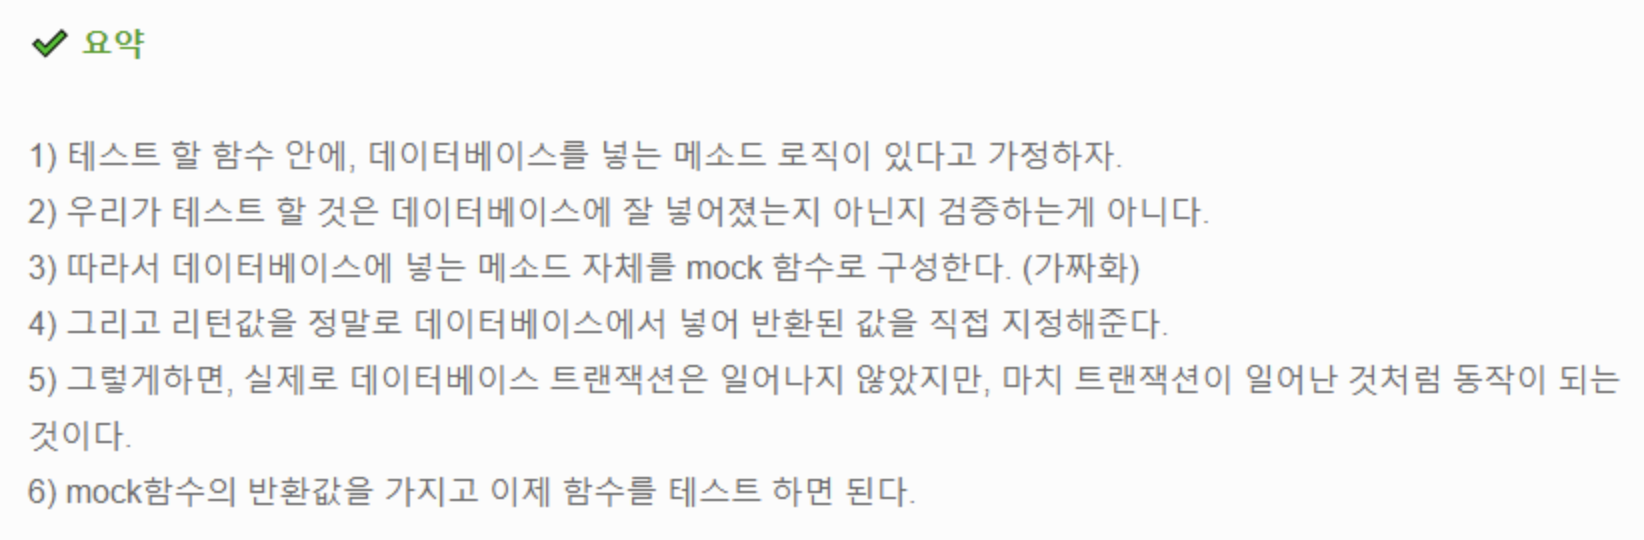 요약
1) 테스트 할 함수 안에, 데이터베이스를 넣는 메소드 로직이 있다고 가정하자.
2) 우리가 테스트 할 것은 데이터베이스에 잘 넣어졌는지 아닌지 검증하는게 아니다.
3) 따라서 데이터베이스에 넣는 메소드 자체를 mock 함수로 구성한다. (가짜화)
4) 그리고 리턴값을 정말로 데이터베이스에서 넣어 반환된 값을 직접 지정해준다.
5) 그렇게하면, 실제로 데이터베이스 트랜잭션은 일어나지 않았지만, 마치 트랜잭션이 일어난 것처럼 동작이 되는
것이다.
6) mock함수의 반환값을 가지고 이제 함수를 테스트 하면 된다.